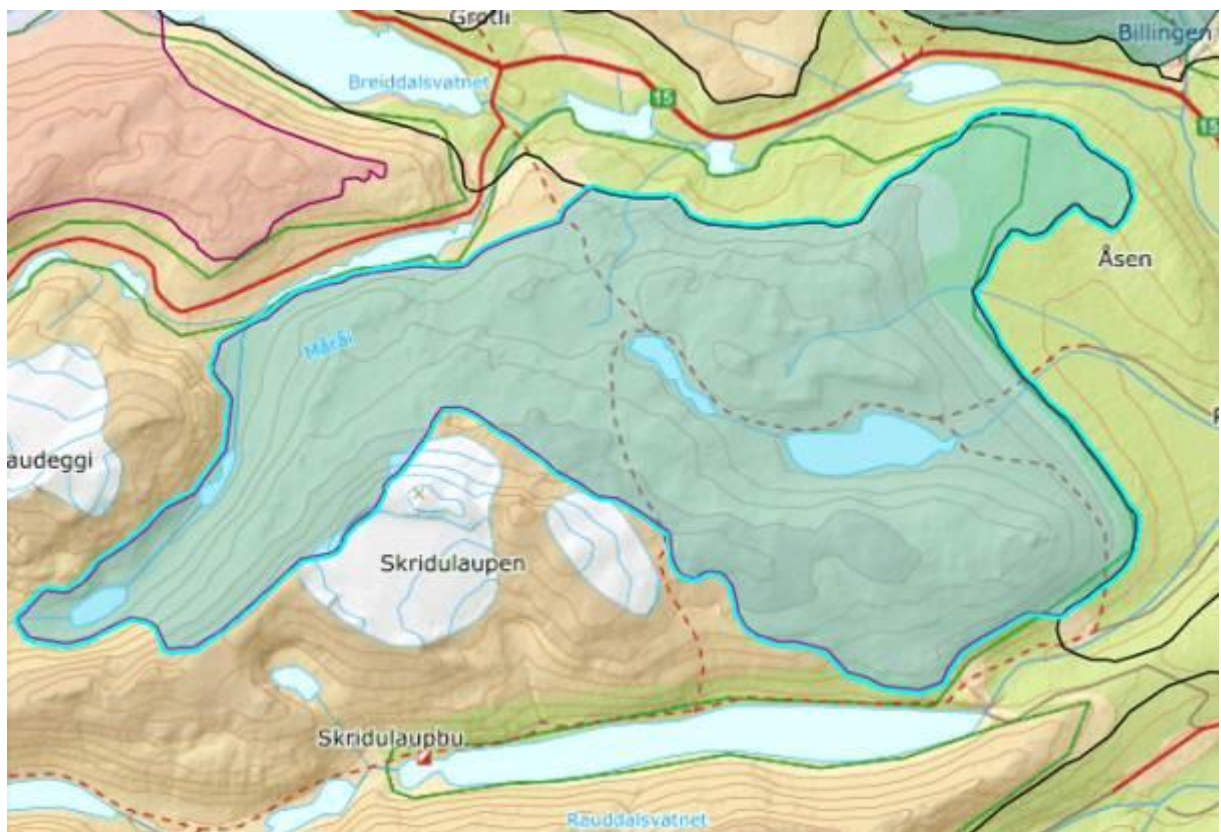 Grotli
Billingen
Breiddalsvatnet
15
15
Åsen
Måråi
audeggi
Skridulaupen
Skridulaupbu
Rauddalsvatnet